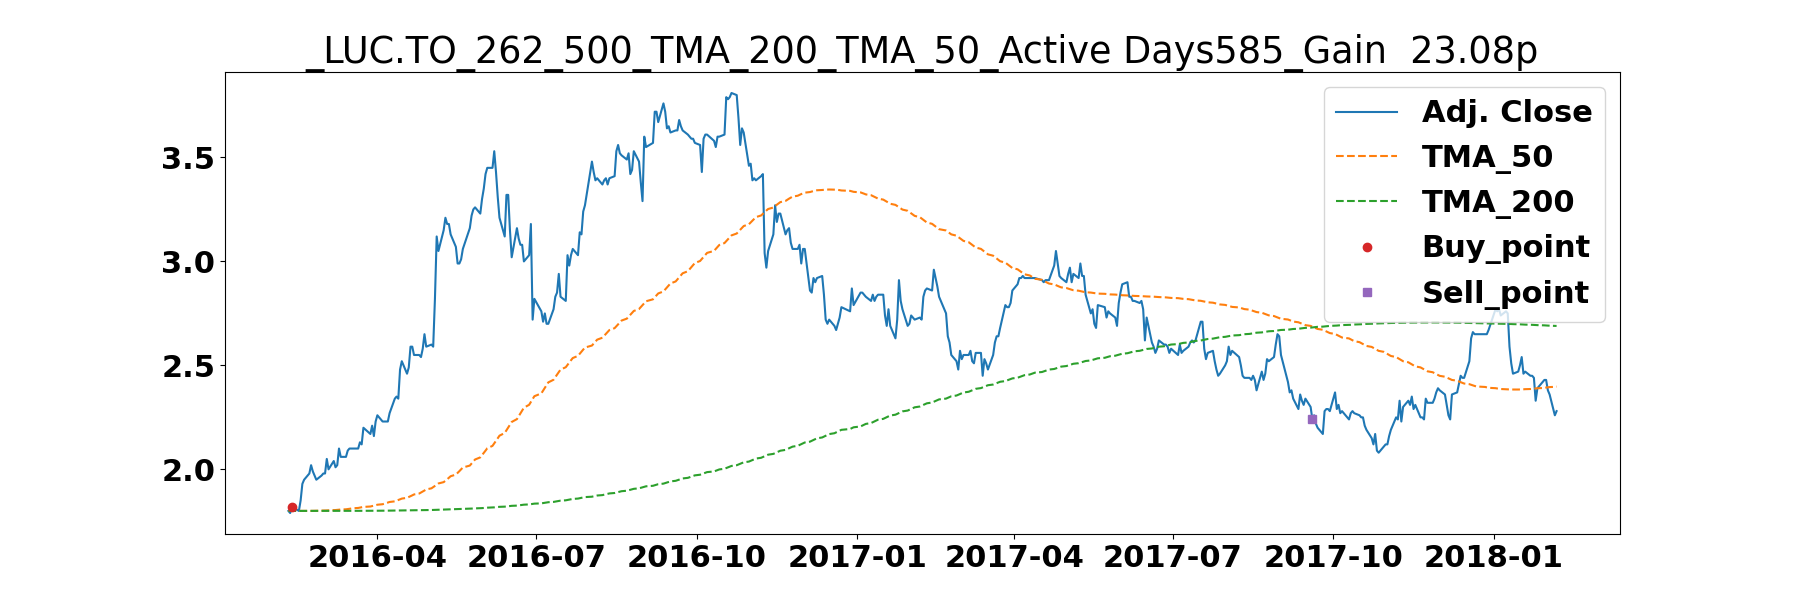 _LUC.TO_262_500_TMA_200_TMA_50_Active Days585_Gain  23.08p
Adj. Close
TMA_50
TMA_200
Buy_point
Sell_point
3.5
3.0
2.5
2.0
2016-04 2016-07 2016-10 2017-01 2017-04 2017-07 2017-10 2018-01